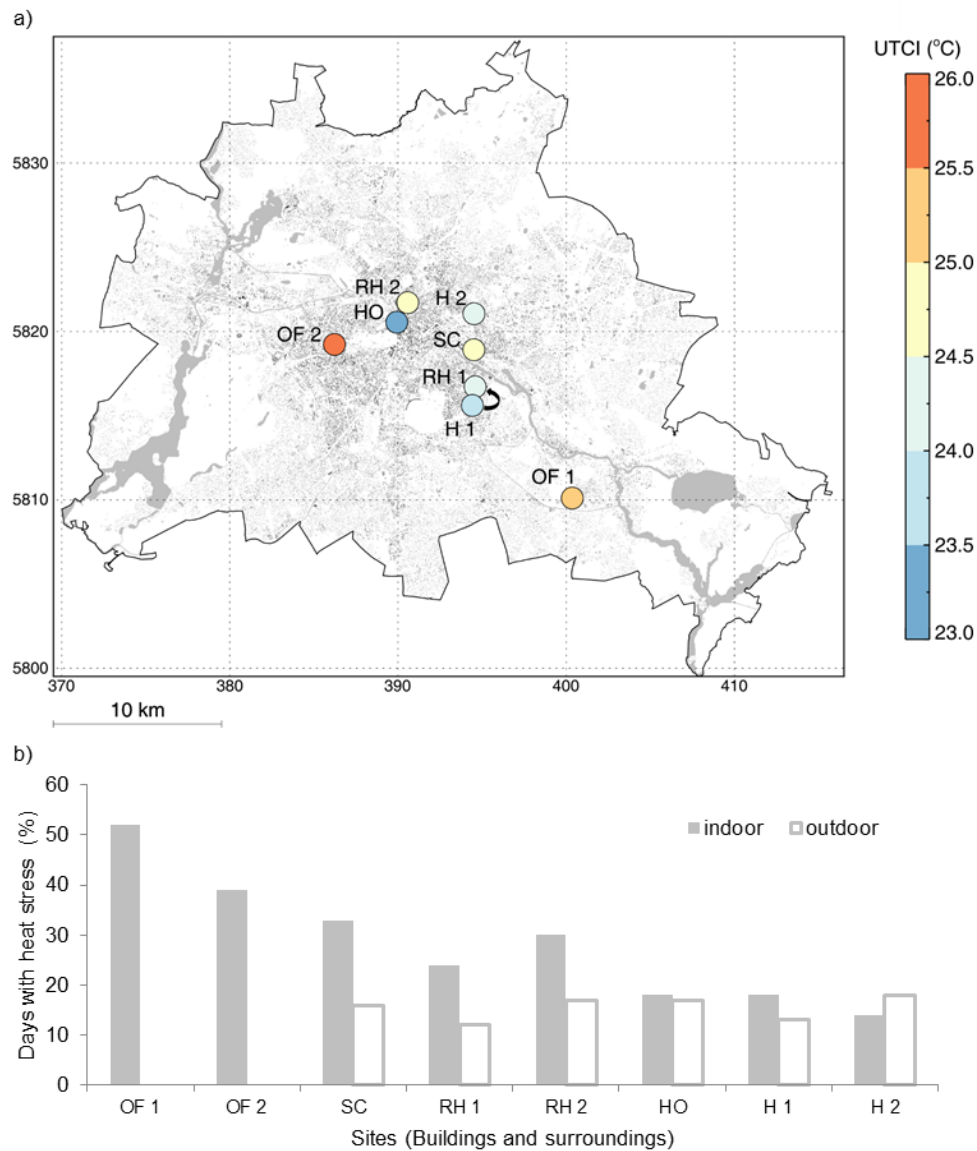 a)
UTCI (°C)
26.0
25.5
25.0
24.5
24.0
23.5
23.0
5830
5820
5810
5800
RH 2
H 2
HO
OF 2
SC
RH 1
H 1
OF 1
370 380 390 400 410
10 km
b)
Days with heat stress (%)
60
50
40
30
20
10
0
indoor outdoor
OF 1 OF 2 SC RH 1 RH 2 HO H 1 H 2
Sites (Buildings and surroundings)